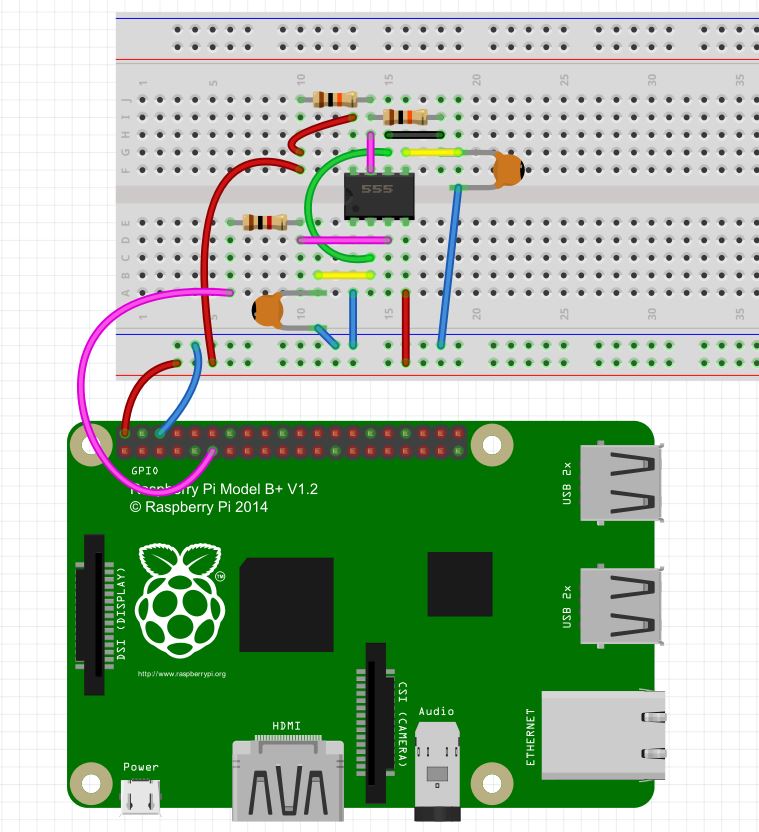 1 5 10 15 20 25 30 35
J
I
H
G
F
555
E
D
C
B
A
1 5 10 15 20 25 30 35
GPIO
Raspberry Pi Model B+ V1.2
© Raspberry Pi 2014
USB 2x
DSI (DISPLAY)
TM
USB 2x
http://www.raspberrypi.org
CSI (CAMERA)
Audio
ETHERNET
HDMI
Power